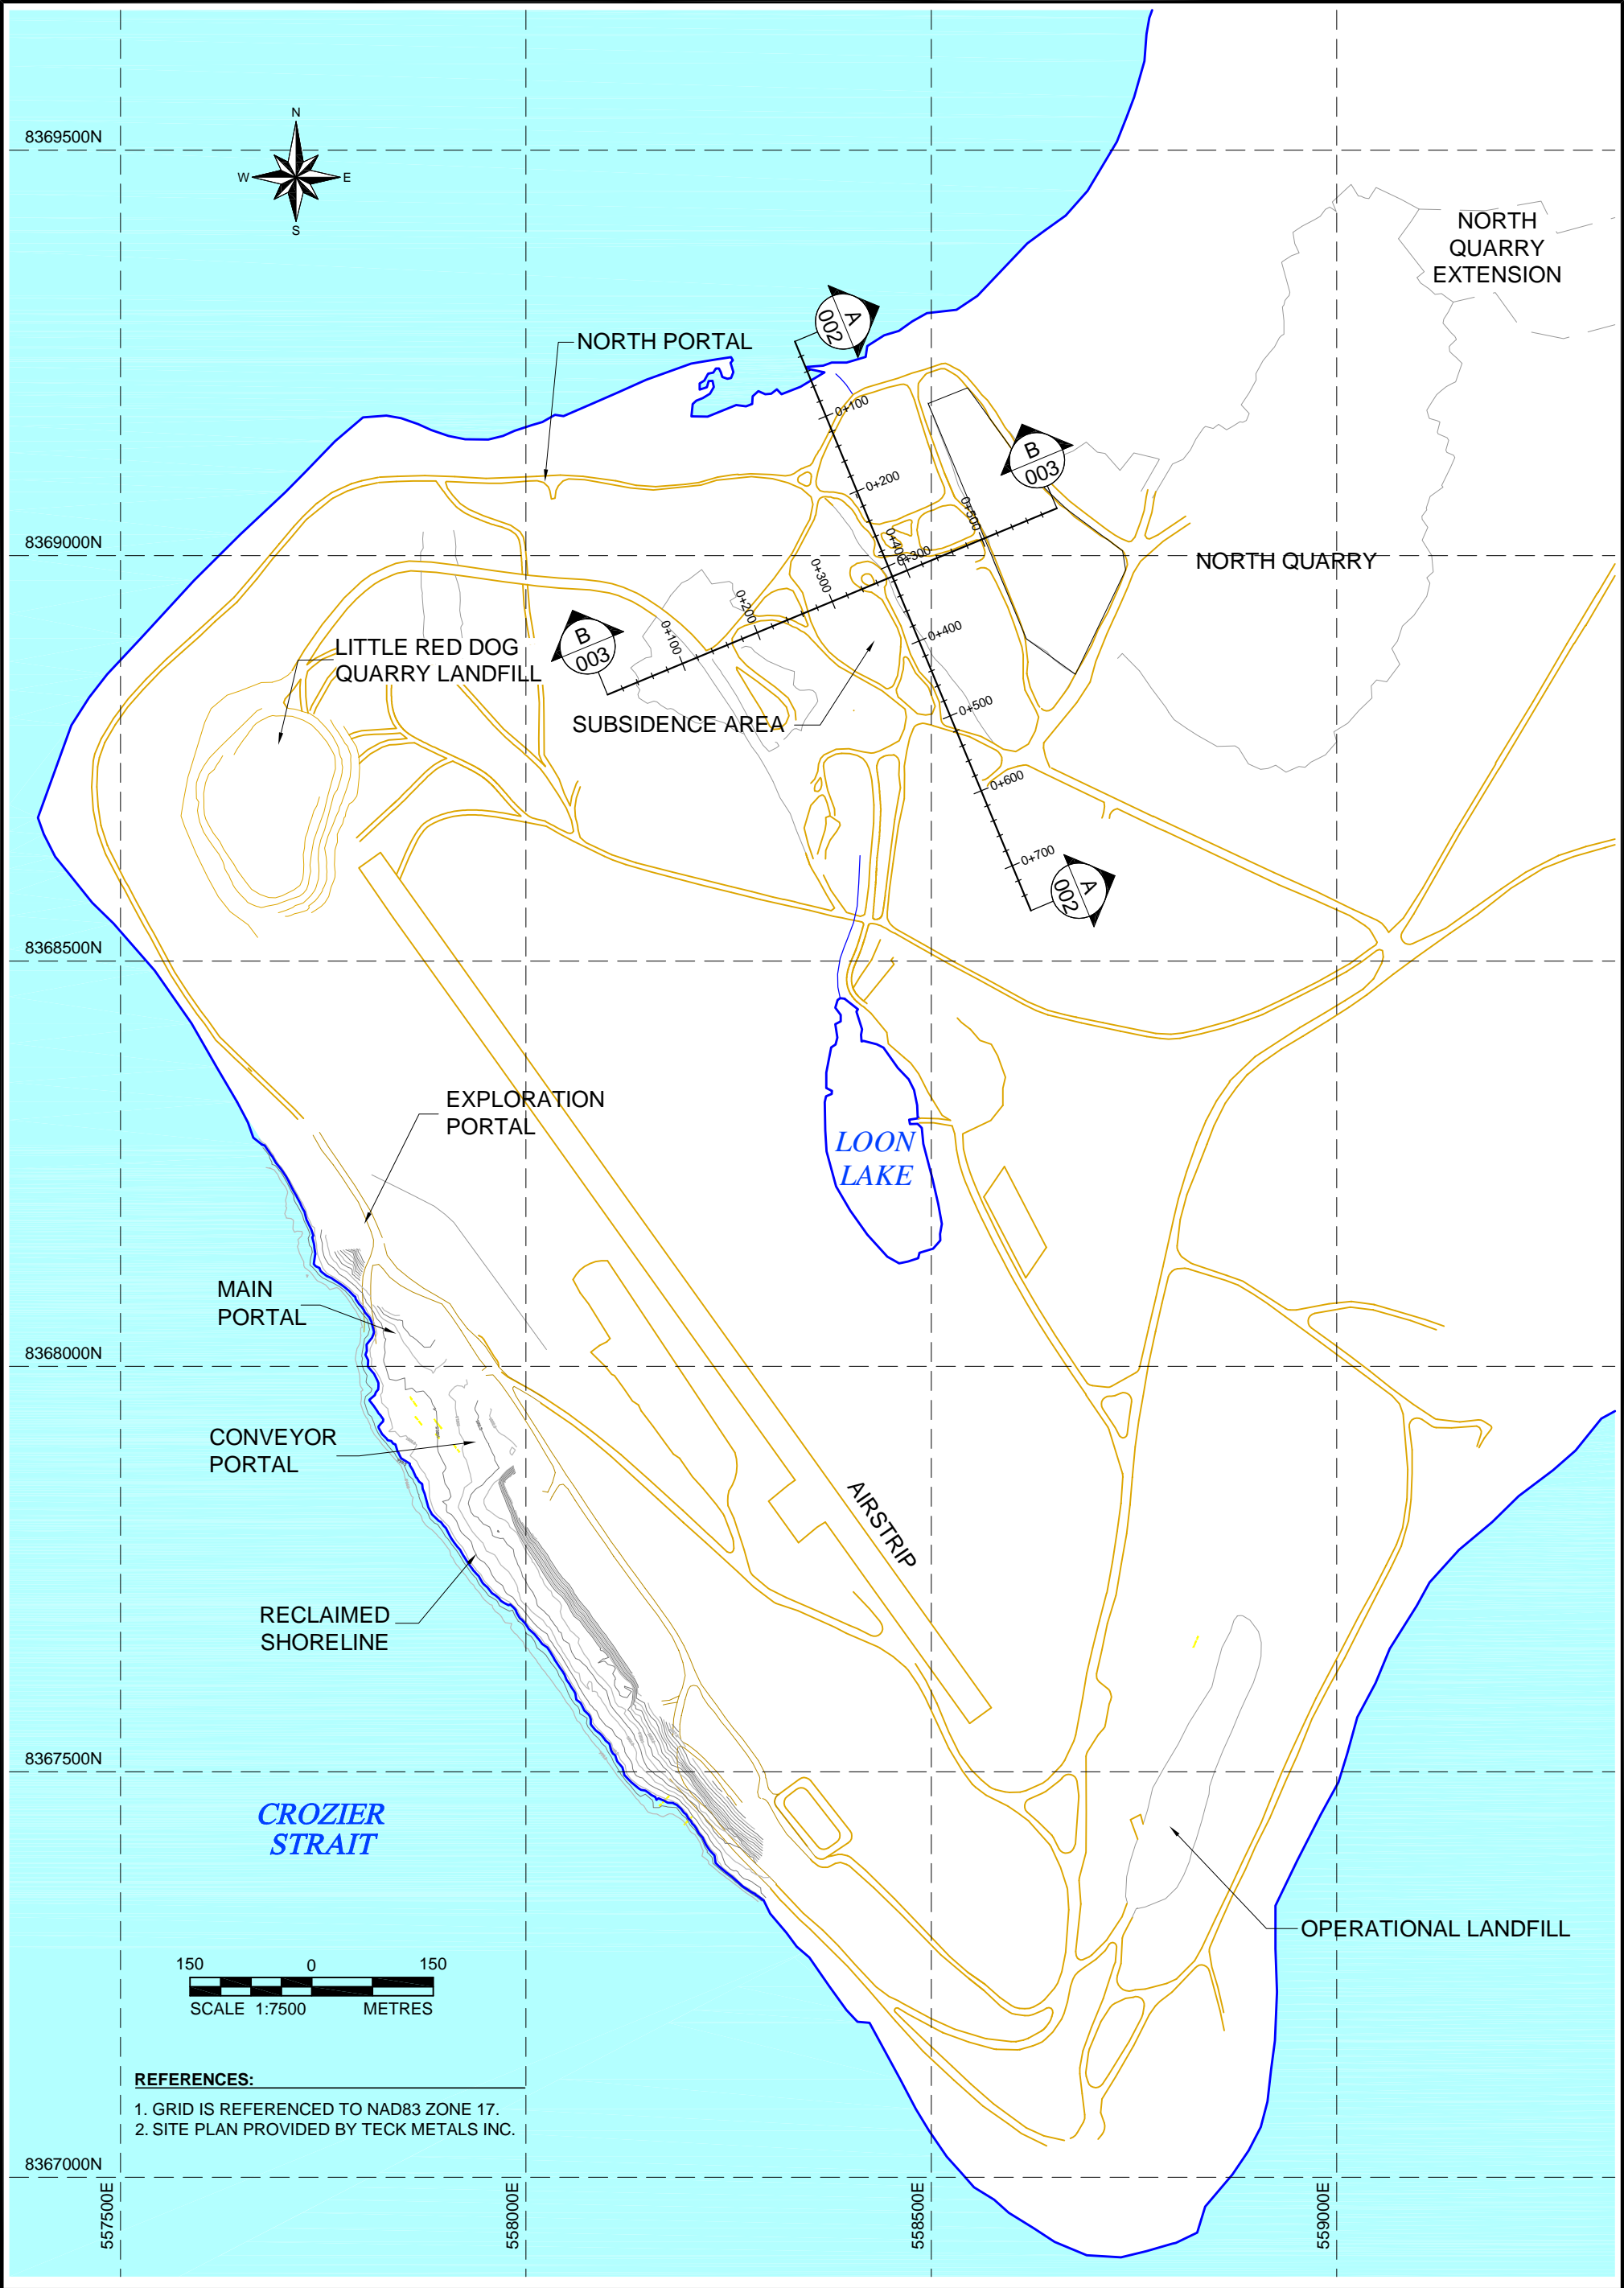 8369500N
N
W
E
S
NORTH
QUARRY
EXTENSION
A
002
NORTH PORTAL
0+100
B
003
0+200
0+500
8369000N
0+400
0+300
NORTH QUARRY
0+300
0+200
0+100
B
003
0+400
LITTLE RED DOG
QUARRY LANDFILL
SUBSIDENCE AREA
0+500
0+600
0+700
A
002
8368500N
EXPLORATION
PORTAL
LOON
LAKE
MAIN
PORTAL
8368000N
CONVEYOR
PORTAL
AIRSTRIP
RECLAIMED
SHORELINE
8367500N
CROZIER
STRAIT
OPERATIONAL LANDFILL
150 0 150
SCALE 1:7500 METRES
REFERENCES:
1. GRID IS REFERENCED TO NAD83 ZONE 17.
2. SITE PLAN PROVIDED BY TECK METALS INC.
8367000N
557500E
558000E
558500E
559000E